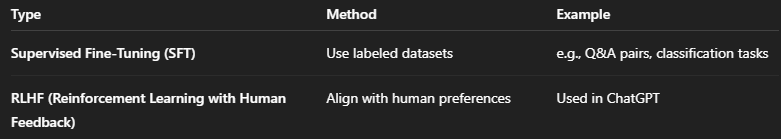 Type Method Example
Supervised Fine-Tuning (SFT) Use labeled datasets e.g., Q&A pairs, classification tasks
RLHF (Reinforcement Learning with Human Align with human preferences Used in ChatGPT
Feedback)